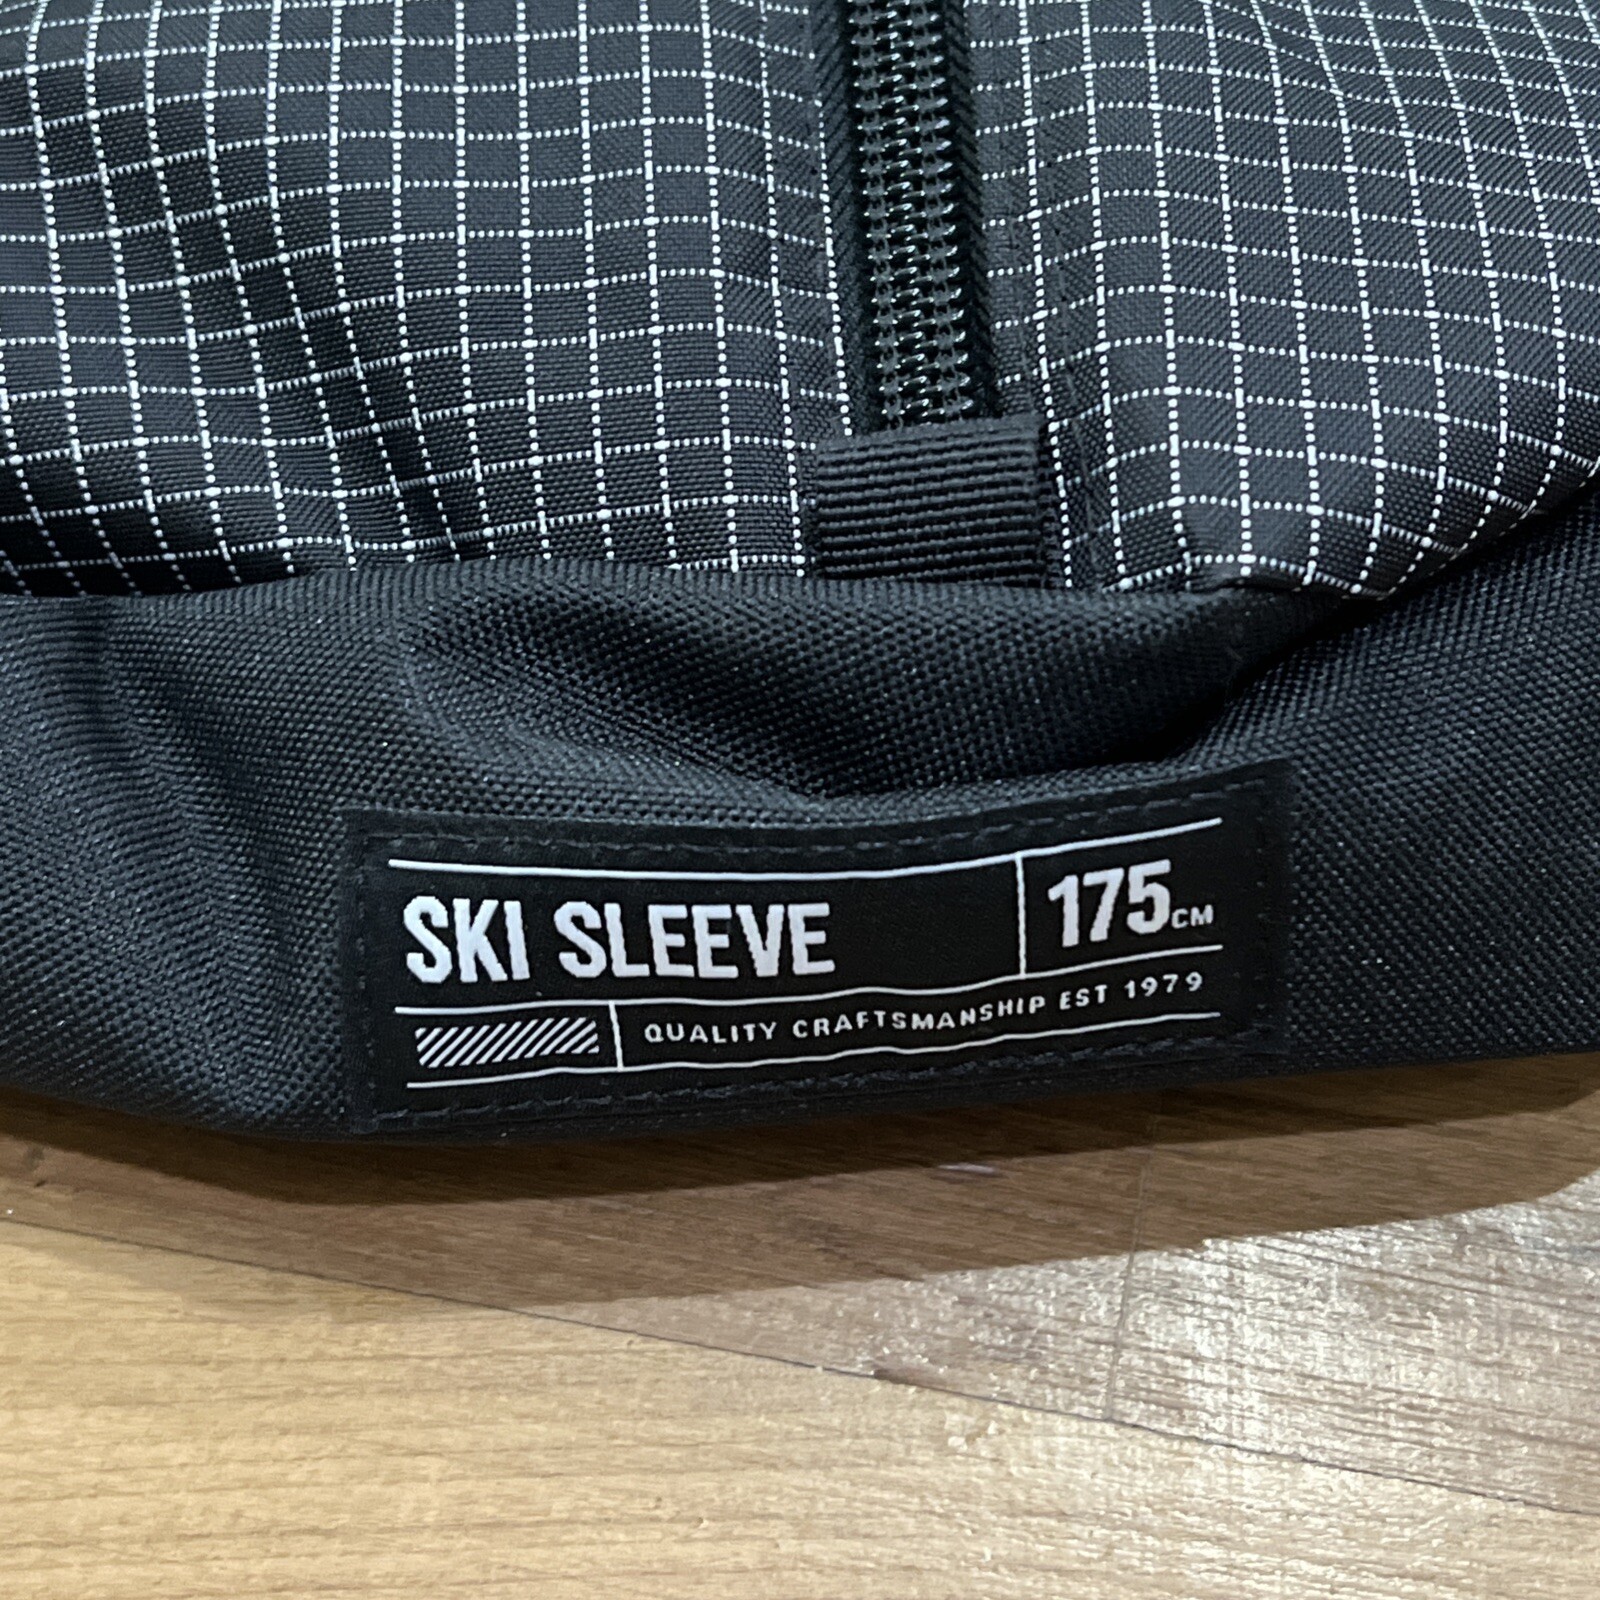 SKI SLEEVE 175CM
QUALITY CRAFTSMANSHIP EST 1979